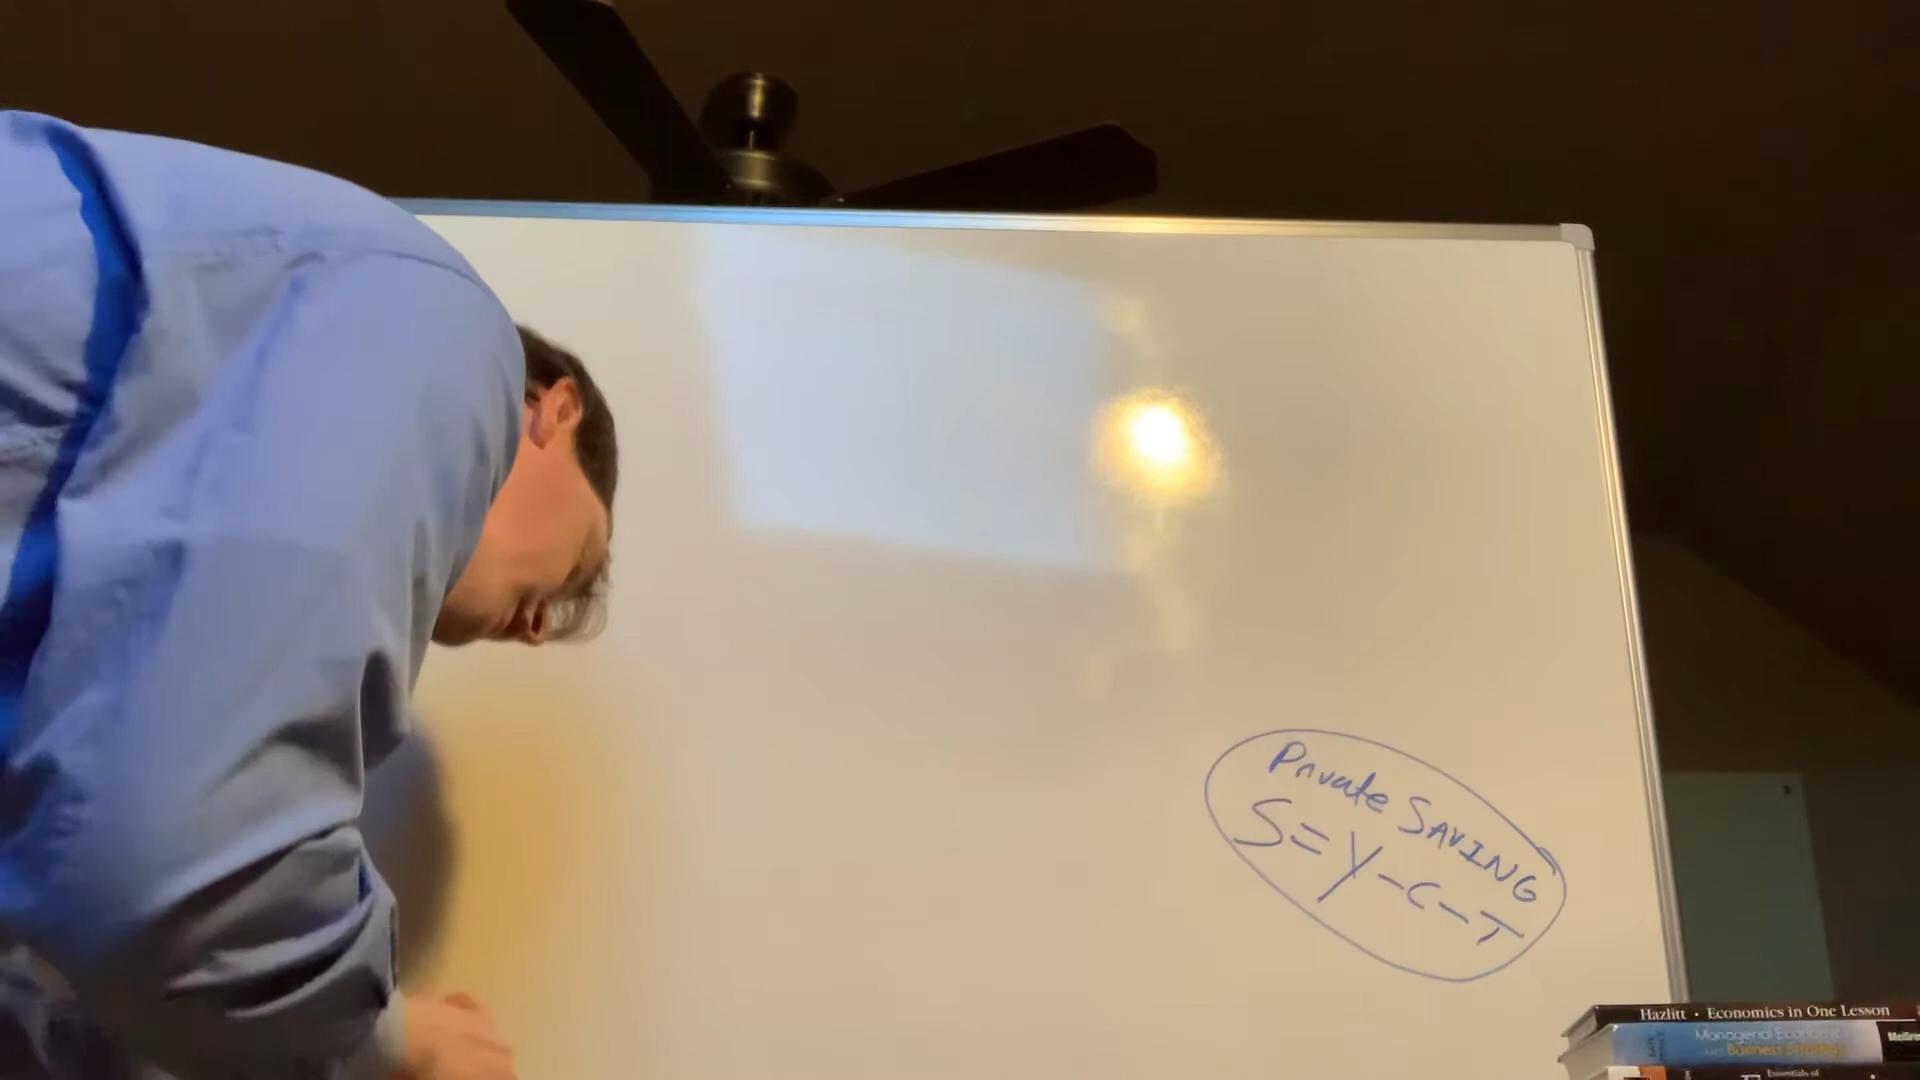 Private SAVING
S=Y-C-T
Hazlitt · Economics in One Lesson
Managerial Economics
AND Business Strategy
Essentials of